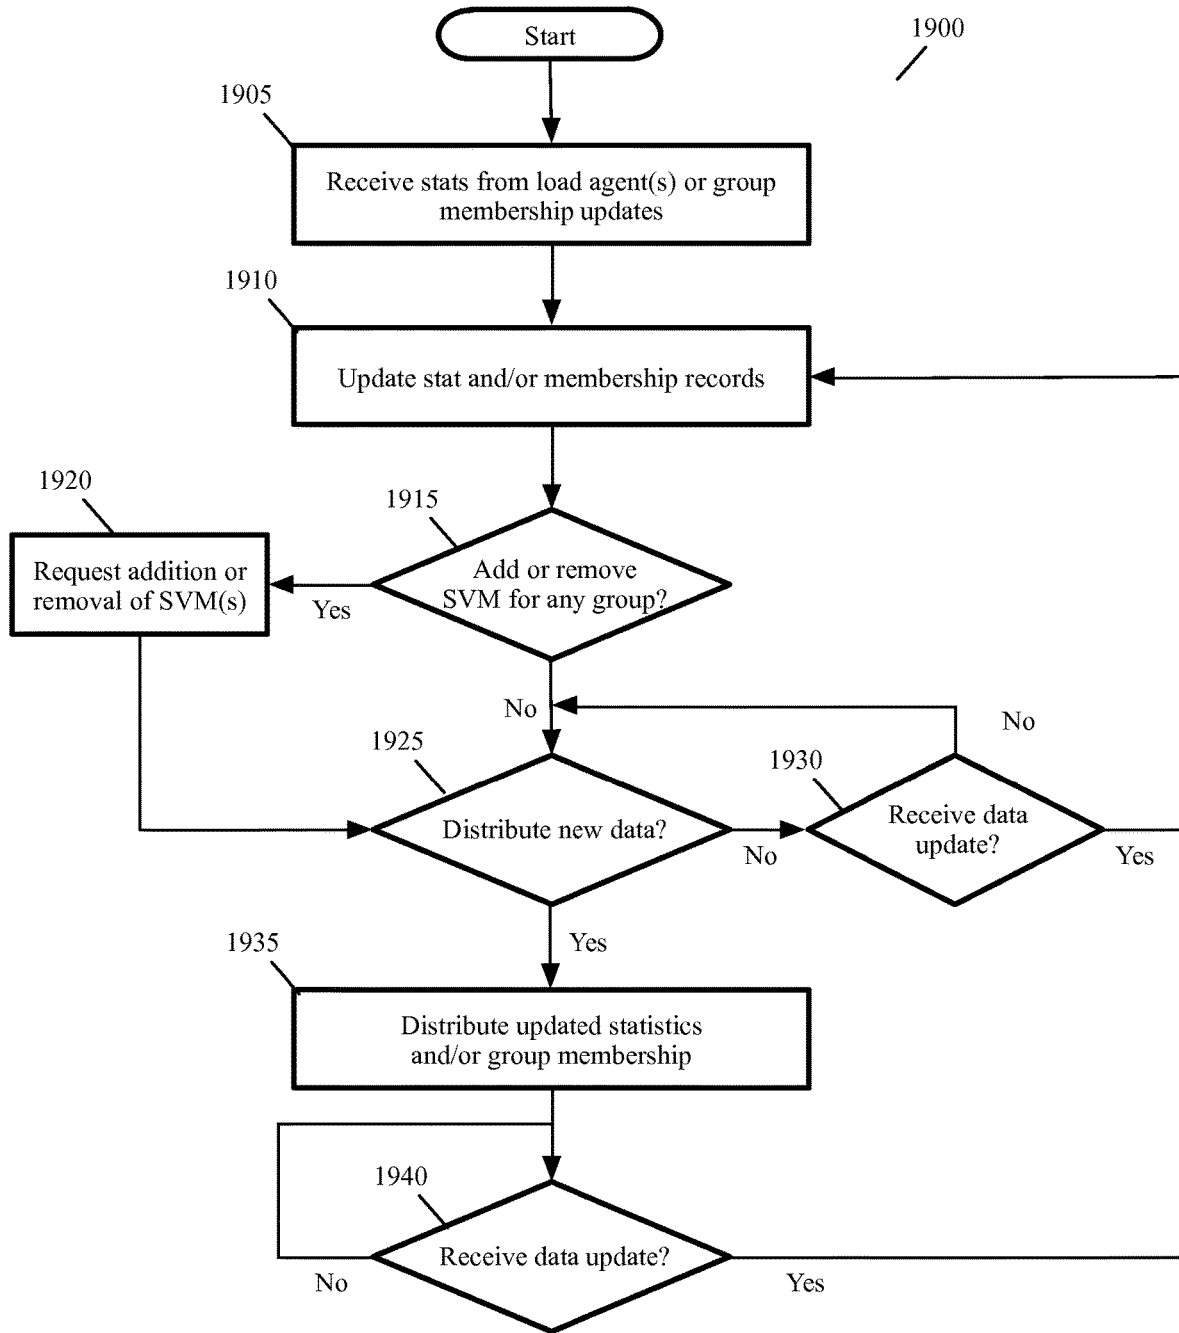 Start
1900
1905
Receive stats from load agent(s) or group
membership updates
1910
Update stat and/or membership records
1920
1915
Request addition or
removal of SVM(s)
Yes
Add or remove
SVM for any group?
No
No
1925
1930
Distribute new data?
No
Receive data
update?
Yes
Yes
1935
Distribute updated statistics
and/or group membership
1940
Receive data update?
No
Yes